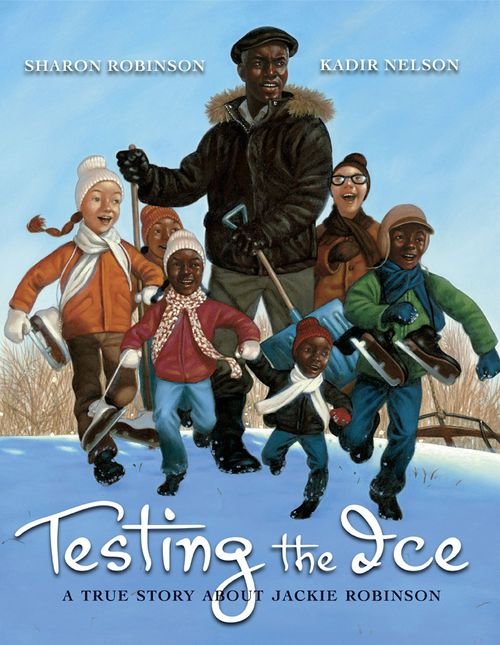 SHARON ROBINSON KADIR NELSON
Testing the Ice
A TRUE STORY ABOUT JACKIE ROBINSON